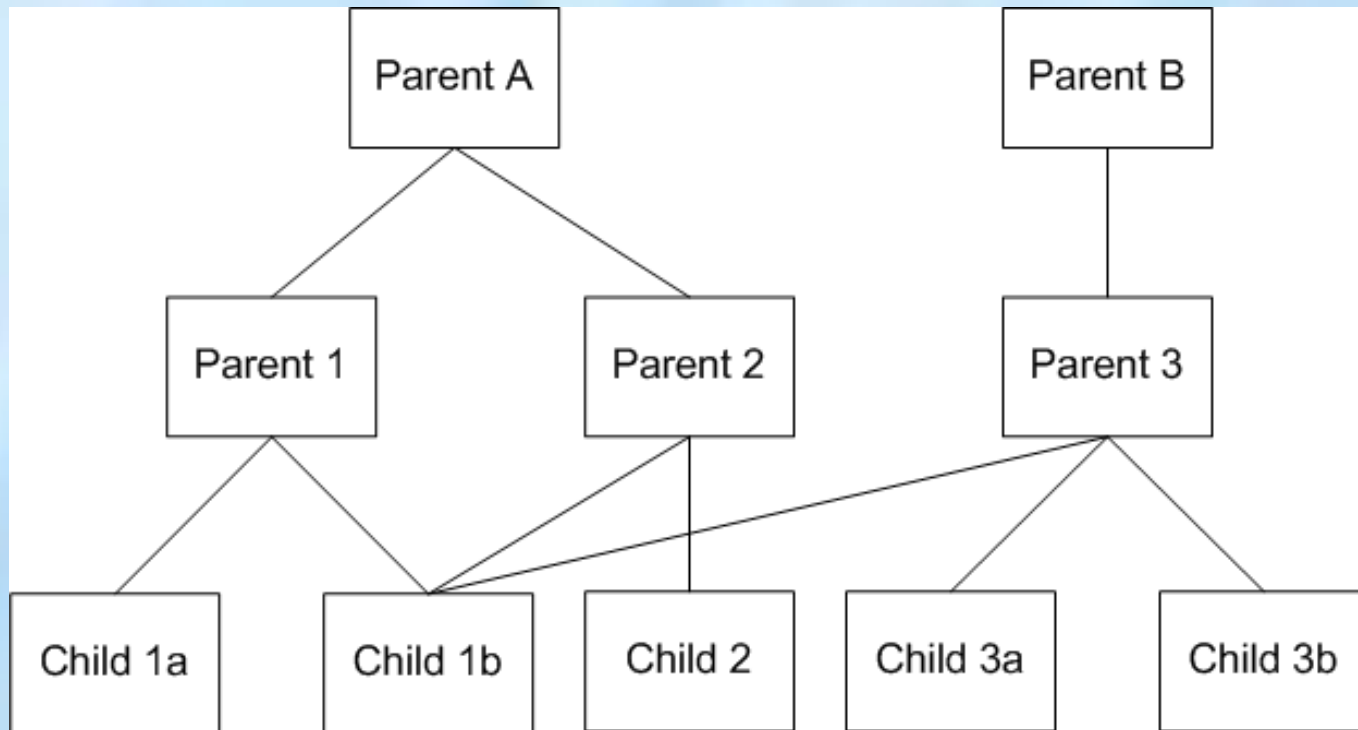 Parent A
Parent B
Parent 1
Parent 2
Parent 3
Child 1a
Child 1b
Child 2
Child 3a
Child 3b